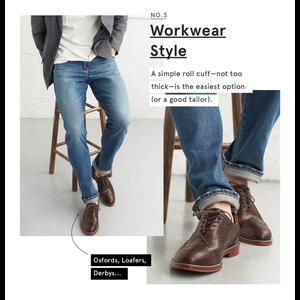 NO.3
Workwear
Style
A simple roll cuff—not too
thick—is the easiest option
(or a good tailor).
Oxfords, Loafers,
Derbys...